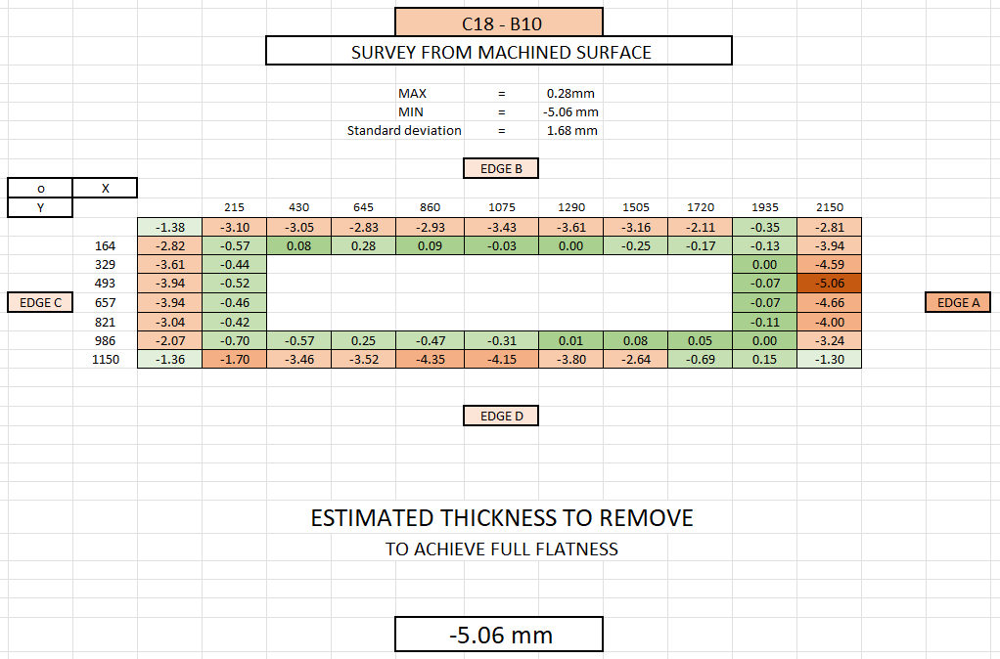 C18 - B10
SURVEY FROM MACHINED SURFACE
MAX = 0.28mm
MIN = -5.06 mm
Standard deviation = 1.68 mm
EDGE B
o X
Y 215 430 645 860 1075 1290 1505 1720 1935 2150
-1.38 -3.10 -3.05 -2.83 -2.93 -3.43 -3.61 -3.16 -2.11 -0.35 -2.81
164 -2.82 -0.57 0.08 0.28 0.09 -0.03 0.00 -0.25 -0.17 -0.13 -3.94
329 -3.61 -0.44 0.00 -4.59
493 -3.94 -0.52 -0.07 -5.06
EDGE C 657 -3.94 -0.46 -0.07 -4.66 EDGE A
821 -3.04 -0.42 -0.11 -4.00
986 -2.07 -0.70 -0.57 0.25 -0.47 -0.31 0.01 0.08 0.05 0.00 -3.24
1150 -1.36 -1.70 -3.46 -3.52 -4.35 -4.15 -3.80 -2.64 -0.69 0.15 -1.30
EDGE D
ESTIMATED THICKNESS TO REMOVE
TO ACHIEVE FULL FLATNESS
-5.06 mm